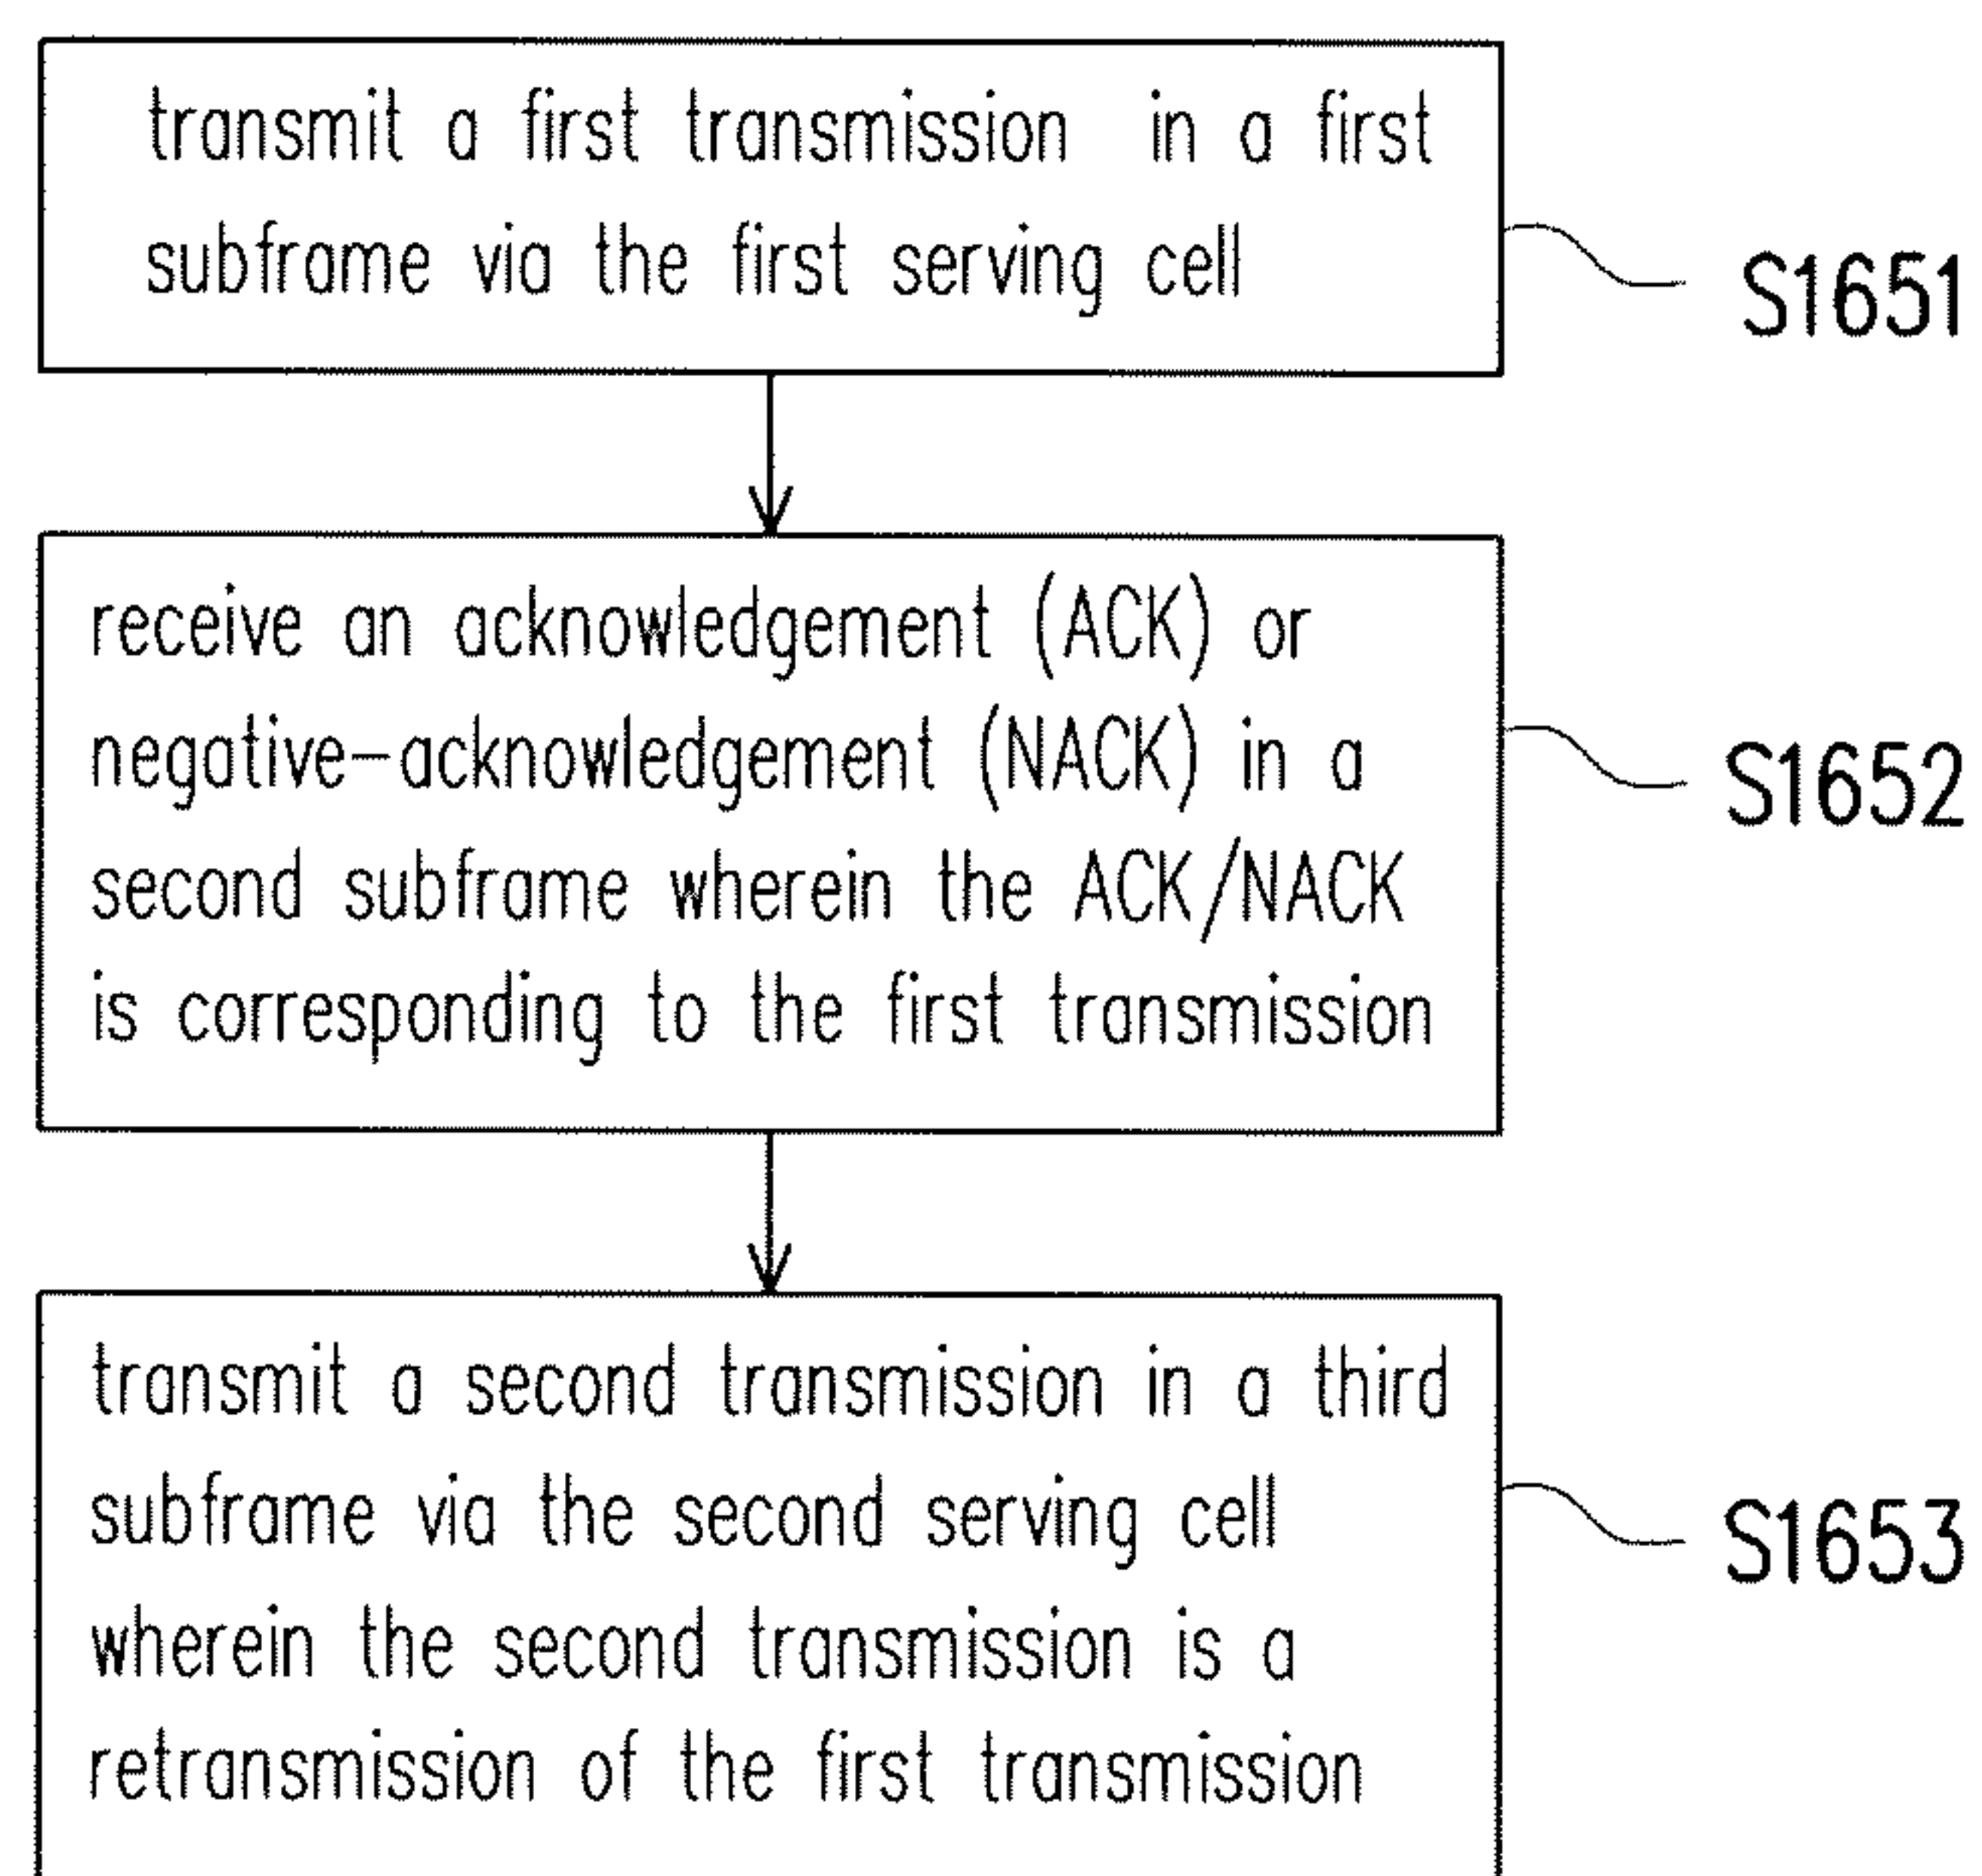 transmit a first transmission in a first
subframe via the first serving cell
S1651
receive an acknowledgement (ACK) or
negative-acknowledgement (NACK) in a
second subframe wherein the ACK/NACK
is corresponding to the first transmission
S1652
transmit a second transmission in a third
subframe via the second serving cell
wherein the second transmission is a
retransmission of the first transmission
S1653